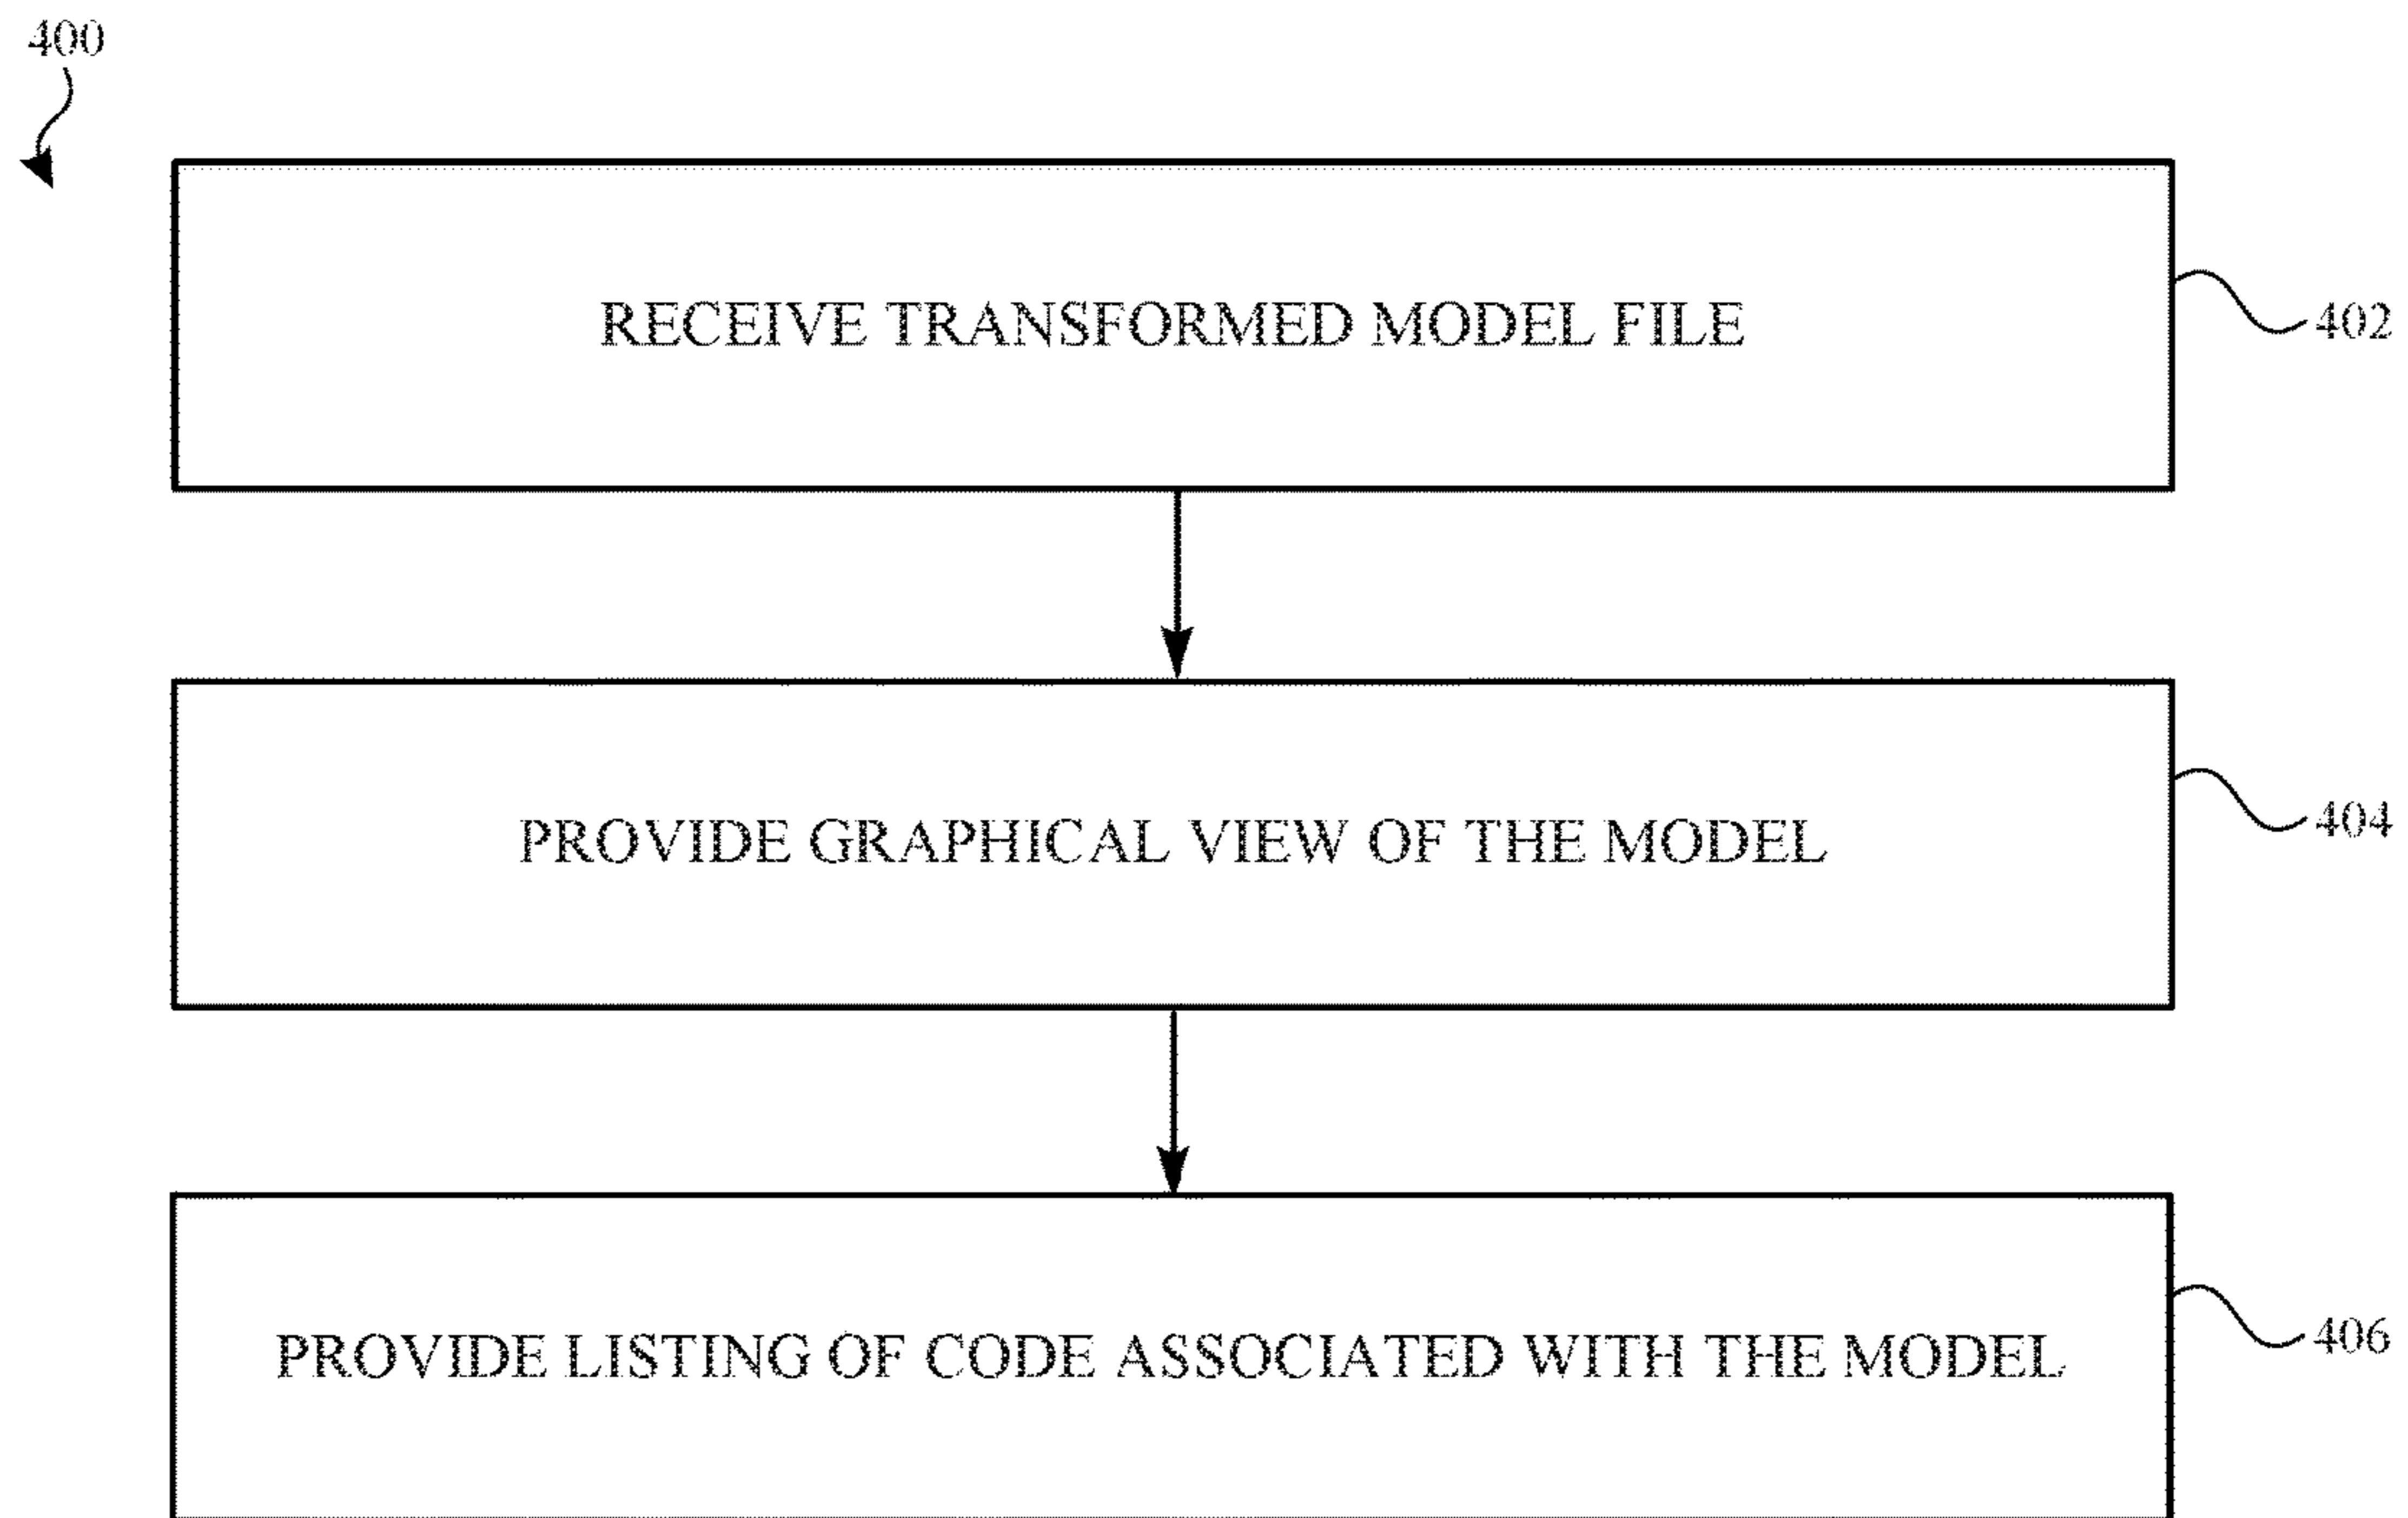 400
RECEIVE TRANSFORMED MODEL FILE
402
PROVIDE GRAPHICAL VIEW OF THE MODEL
404
PROVIDE LISTING OF CODE ASSOCIATED WITH THE MODEL
406